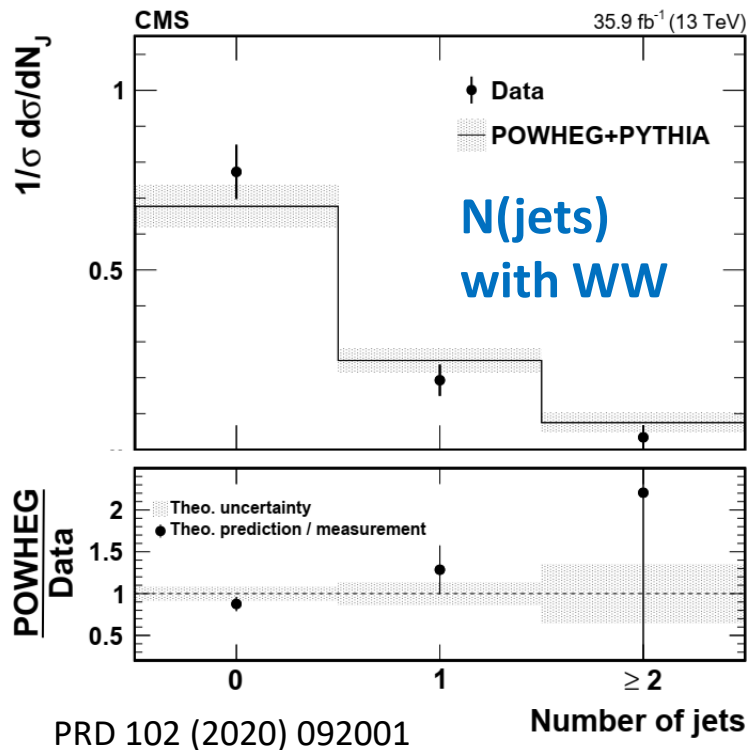 CMS
35.9 fb⁻¹ (13 TeV)
1/σ dσ/dN_J
1
0.5
Data
POWHEG+PYTHIA
N(jets)
with WW
POWHEG
Data
2
1.5
1
0.5
Theo. uncertainty
Theo. prediction / measurement
0
1
≥ 2
Number of jets
PRD 102 (2020) 092001